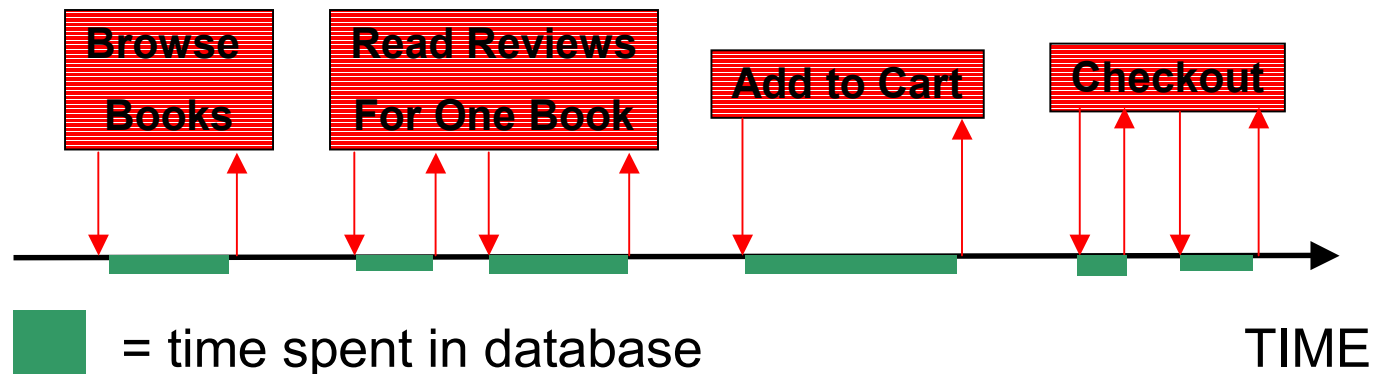 Browse
Books
Read Reviews
For One Book
Add to Cart
Checkout
= time spent in database
TIME